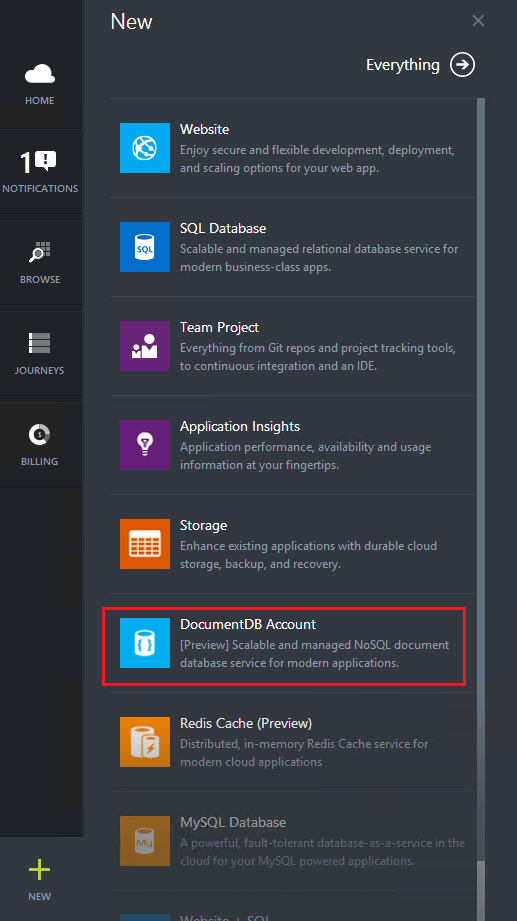 New
Everything
HOME
1
NOTIFICATIONS
BROWSE
JOURNEYS
BILLING
NEW
Website
Enjoy secure and flexible development, deployment,
and scaling options for your web app.
SQL
SQL Database
Scalable and managed relational database service for
modern business-class apps.
Team Project
Everything from Git repos and project tracking tools,
to continuous integration and an IDE.
Application Insights
Application performance, availability and usage
information at your fingertips.
Storage
Enhance existing applications with durable cloud
storage, backup, and recovery.
DocumentDB Account
[Preview] Scalable and managed NoSQL document
database service for modern applications.
Redis Cache (Preview)
Distributed, in-memory Redis Cache service for
modern cloud applications
My
MySQL Database
A powerful, fault-tolerant database-as-a-service in the
cloud for your MySQL powered applications.
Website + SQL